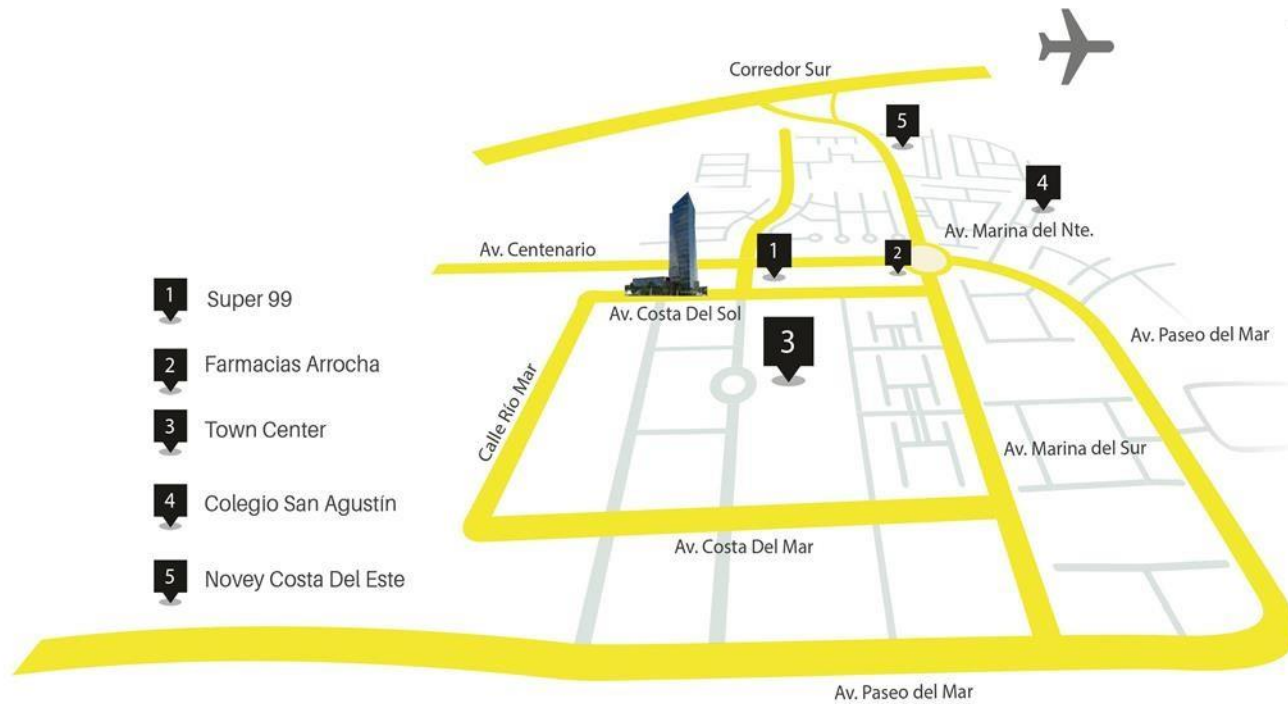 Corredor Sur
5
4
Av. Marina del Nte.
Av. Centenario
1
2
1 Super 99
Av. Costa Del Sol
3
Av. Paseo del Mar
2 Farmacias Arrocha
Calle Río Mar
3 Town Center
Av. Marina del Sur
4 Colegio San Agustín
Av. Costa Del Mar
5 Novey Costa Del Este
Av. Paseo del Mar